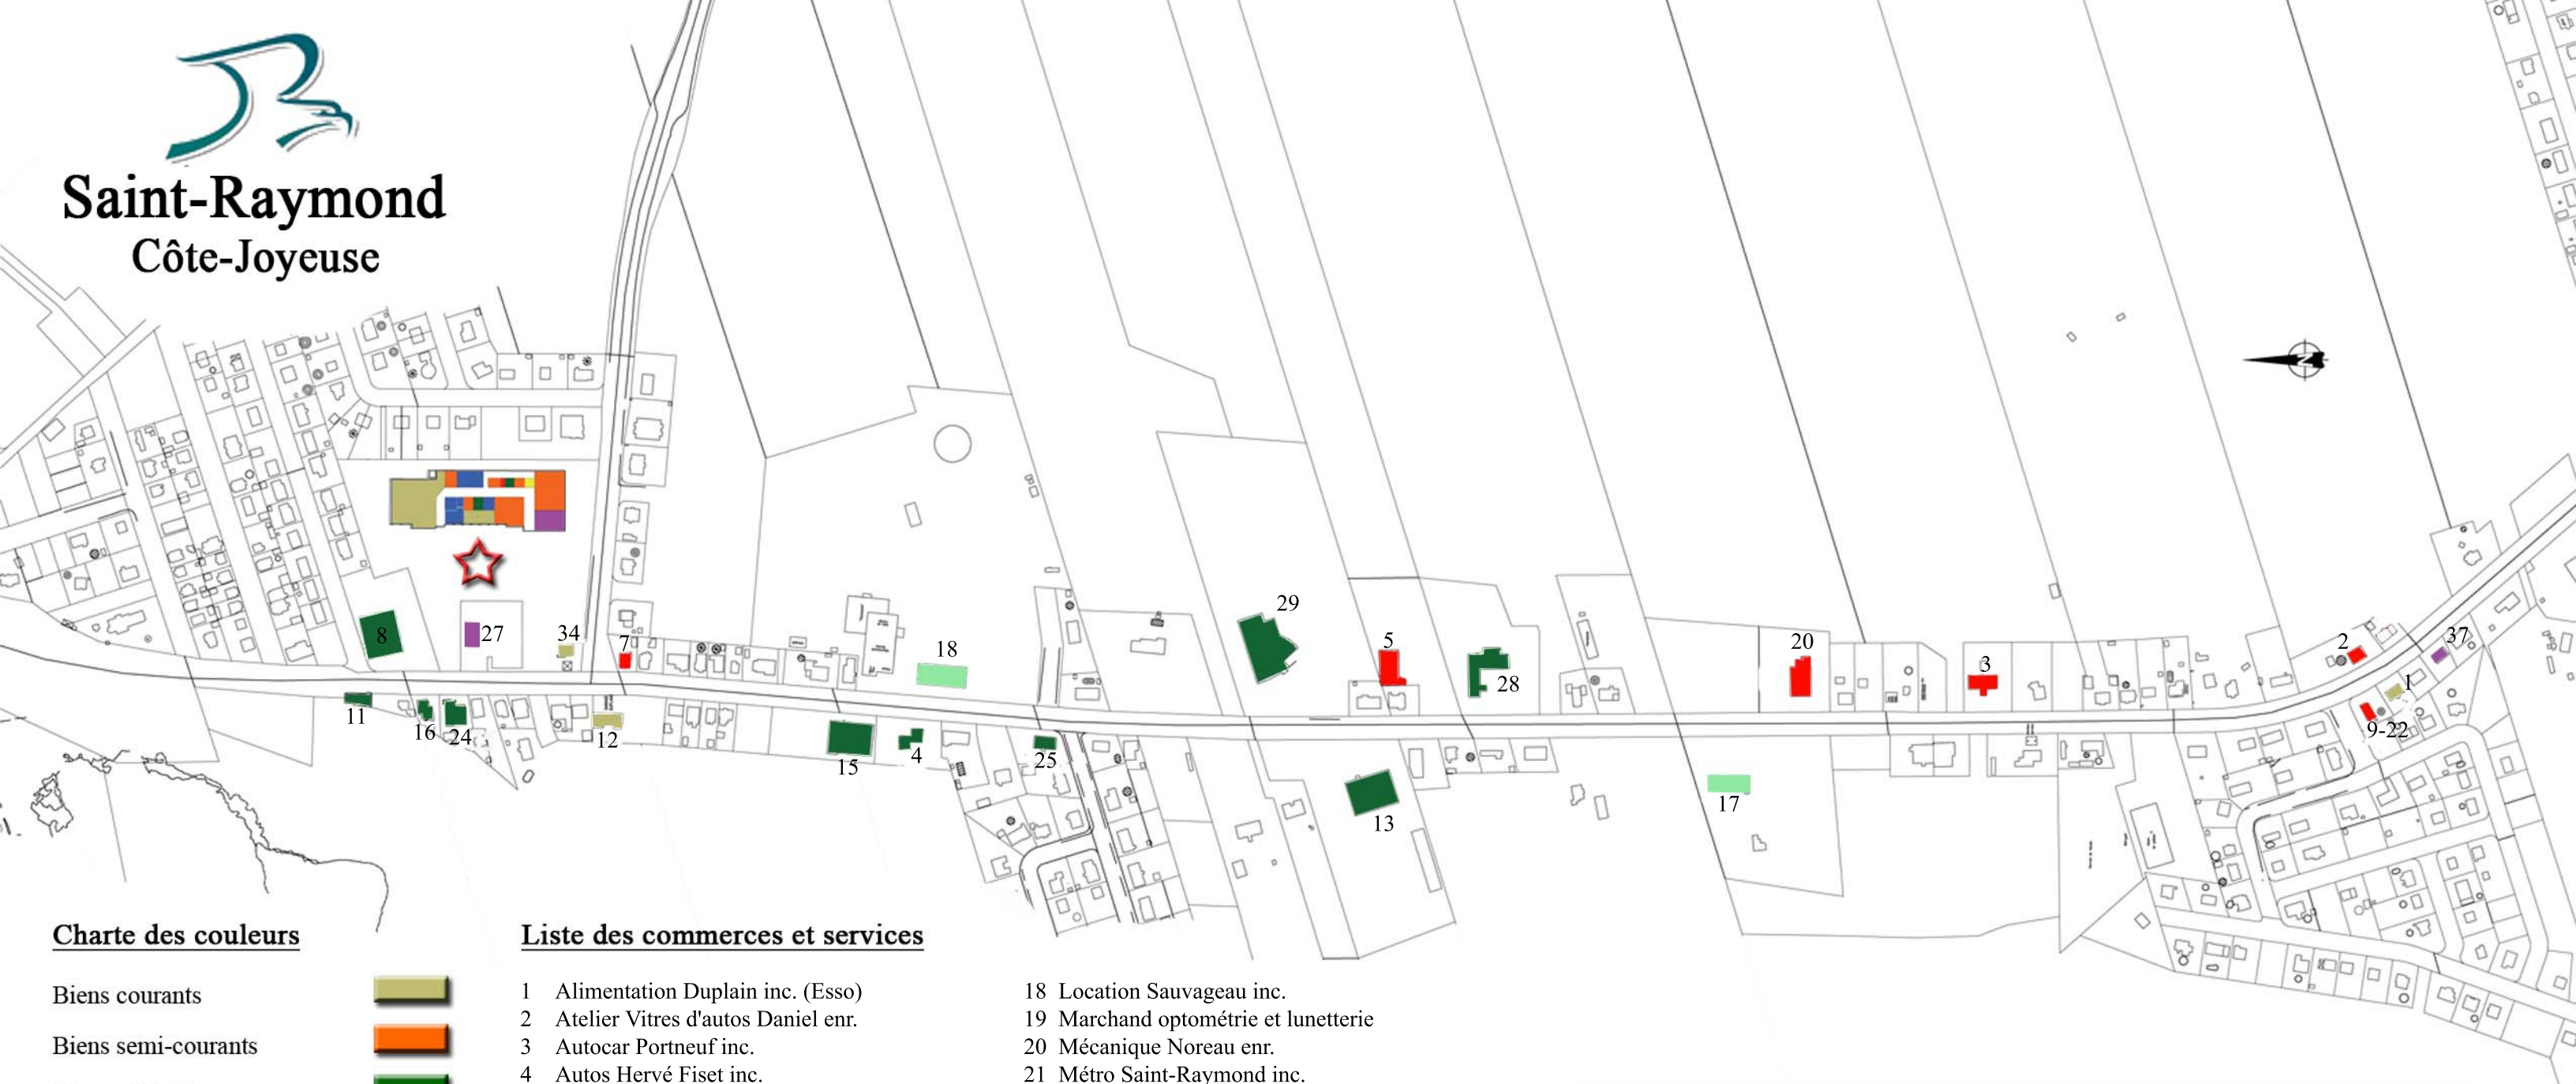 Saint-Raymond
Côte-Joyeuse
29
18
5
20
28
3
2
37
1
9-22
8
27
34
7
11
16
24
12
15
4
25
13
17
N
Charte des couleurs
Biens courants
Biens semi-courants
Liste des commerces et services
1 Alimentation Duplain inc. (Esso)
2 Atelier Vitres d'autos Daniel enr.
3 Autocar Portneuf inc.
4 Autos Hervé Fiset inc.
18 Location Sauvageau inc.
19 Marchand optométrie et lunetterie
20 Mécanique Noreau enr.
21 Métro Saint-Raymond inc.